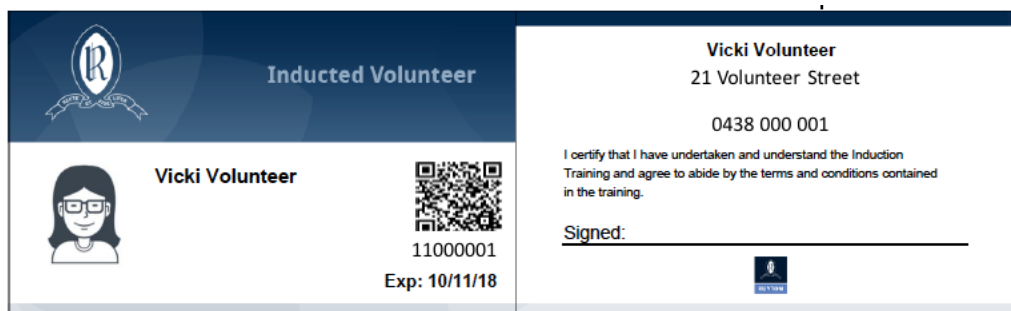 Inducted Volunteer
Vicki Volunteer
11000001
Exp: 10/11/18
Vicki Volunteer
21 Volunteer Street
0438 000 001
I certify that I have undertaken and understand the Induction
Training and agree to abide by the terms and conditions contained
in the training.
Signed:
RUYTON